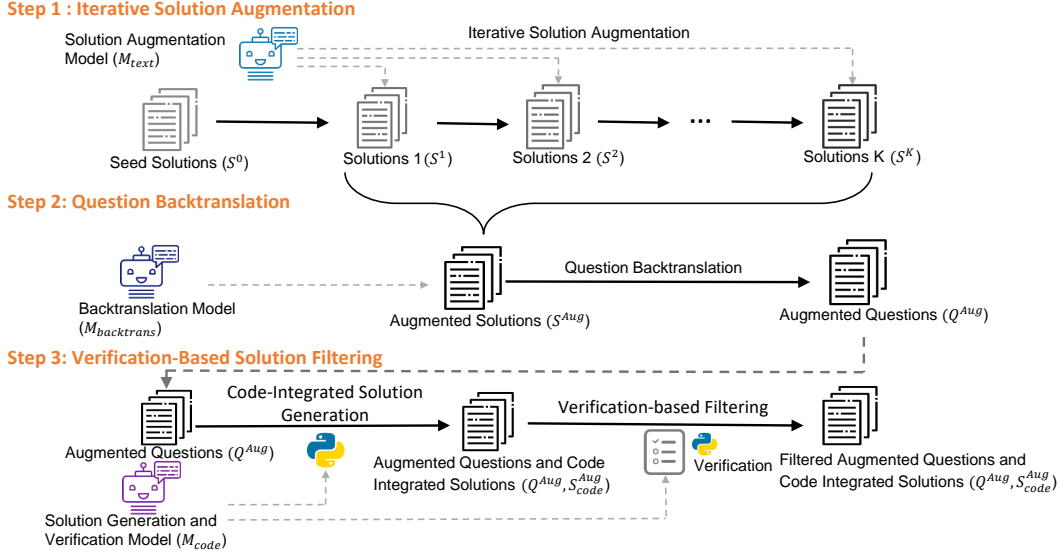 Step 1 : Iterative Solution Augmentation
Solution Augmentation
Model (M_text)
Iterative Solution Augmentation
Seed Solutions (S^0)
Solutions 1 (S^1)
Solutions 2 (S^2)
...
Solutions K (S^K)
Step 2: Question Backtranslation
Backtranslation Model
(M_backtrans)
Question Backtranslation
Augmented Solutions (S^Aug)
Augmented Questions (Q^Aug)
Step 3: Verification-Based Solution Filtering
Code-Integrated Solution
Generation
Verification-based Filtering
Augmented Questions (Q^Aug)
Augmented Questions and Code
Integrated Solutions (Q^Aug, S_code^Aug)
Verification
Filtered Augmented Questions and
Code Integrated Solutions (Q^Aug, S_code^Aug)
Solution Generation and
Verification Model (M_code)